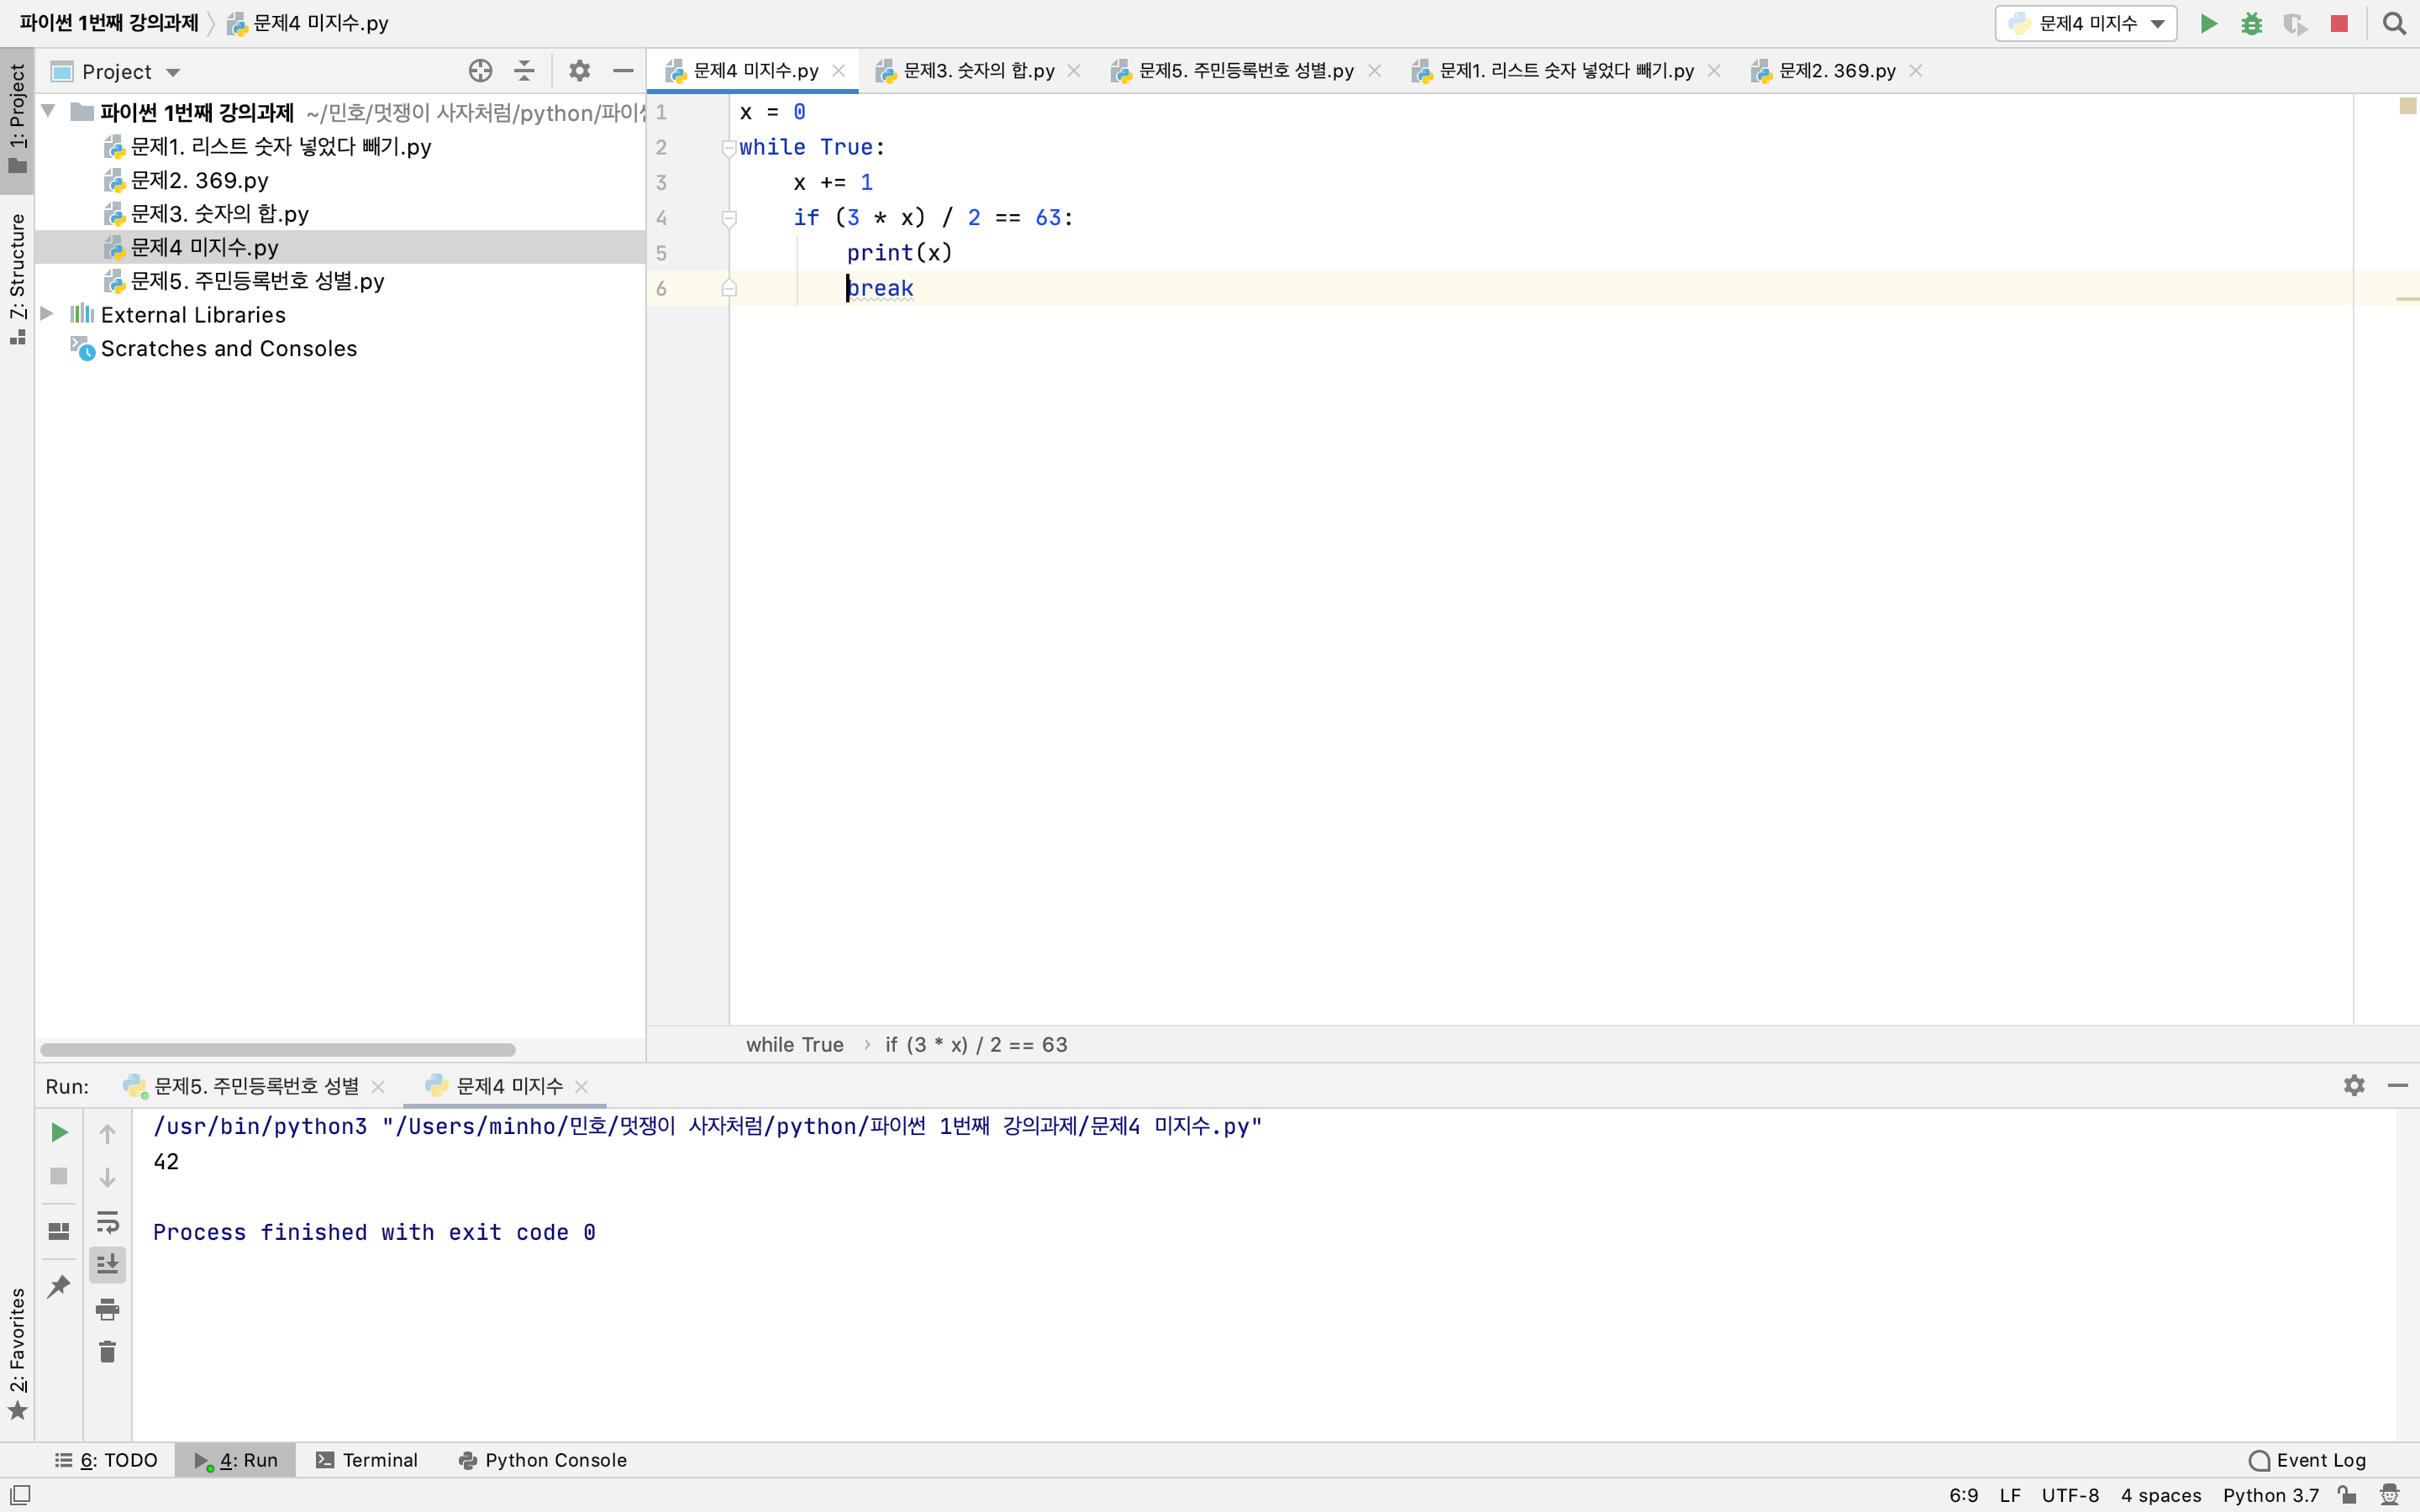 파이썬 1번째 강의과제 문제4 미지수.py
문제4 미지수
1: Project
7: Structure
2: Favorites
Project
파이썬 1번째 강의과제 ~/민호/멋쟁이 사자처럼/python/파이썬
문제1. 리스트 숫자 넣었다 빼기.py
문제2. 369.py
문제3. 숫자의 합.py
문제4 미지수.py
문제5. 주민등록번호 성별.py
External Libraries
Scratches and Consoles
문제4 미지수.py 문제3. 숫자의 합.py 문제5. 주민등록번호 성별.py 문제1. 리스트 숫자 넣었다 빼기.py 문제2. 369.py
1 x = 0
2 while True:
3 x += 1
4 if (3 * x) / 2 == 63:
5 print(x)
6 break
while True › if (3 * x) / 2 == 63
Run: 문제5. 주민등록번호 성별 문제4 미지수
/usr/bin/python3 "/Users/minho/민호/멋쟁이 사자처럼/python/파이썬 1번째 강의과제/문제4 미지수.py"
42
Process finished with exit code 0
6: TODO 4: Run Terminal Python Console Event Log
6:9 LF UTF-8 4 spaces Python 3.7